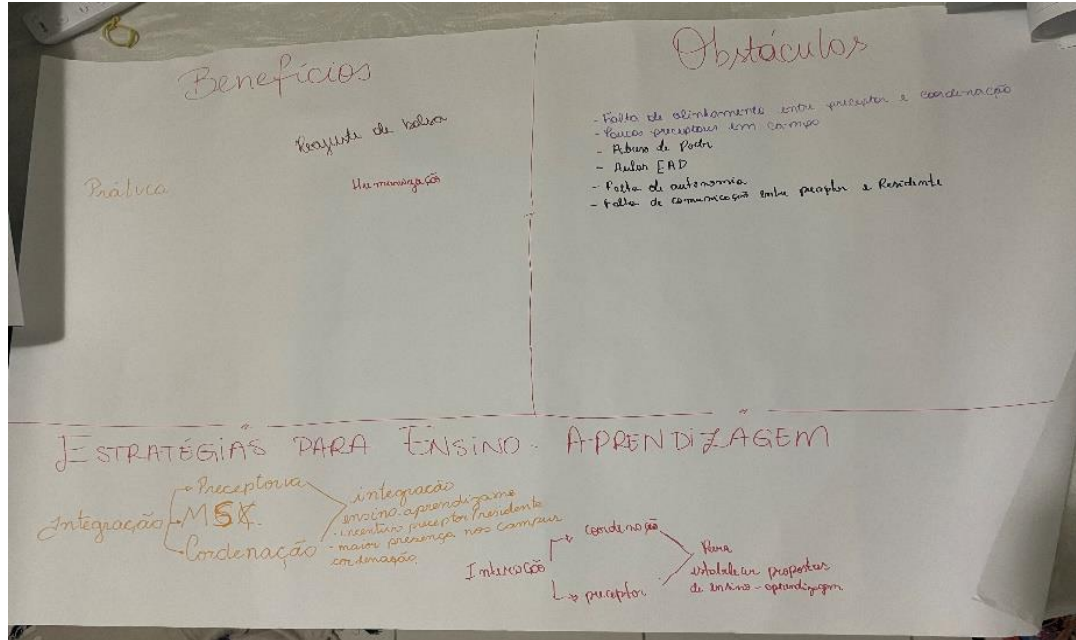 Benefícios
Reajuste de bolsa
Prática
Humanização
Obstáculos
- Falta de alinhamento entre preceptor e coordenação
- Poucos preceptores em campo
- Abuso de Poder
- Aulas EAD
- Falta de autonomia
- Falta de comunicação entre preceptor e Residente
ESTRATÉGIAS PARA ENSINO-APRENDIZAGEM
Integração
Preceptoria
Cordenação
integração
ensino-aprendizame
- incentivo preceptor/residente
- maior presença nos campus
cordenação
Interação
coordenação
preceptor
Para
estabelecer propostas
de ensino-aprendizagem